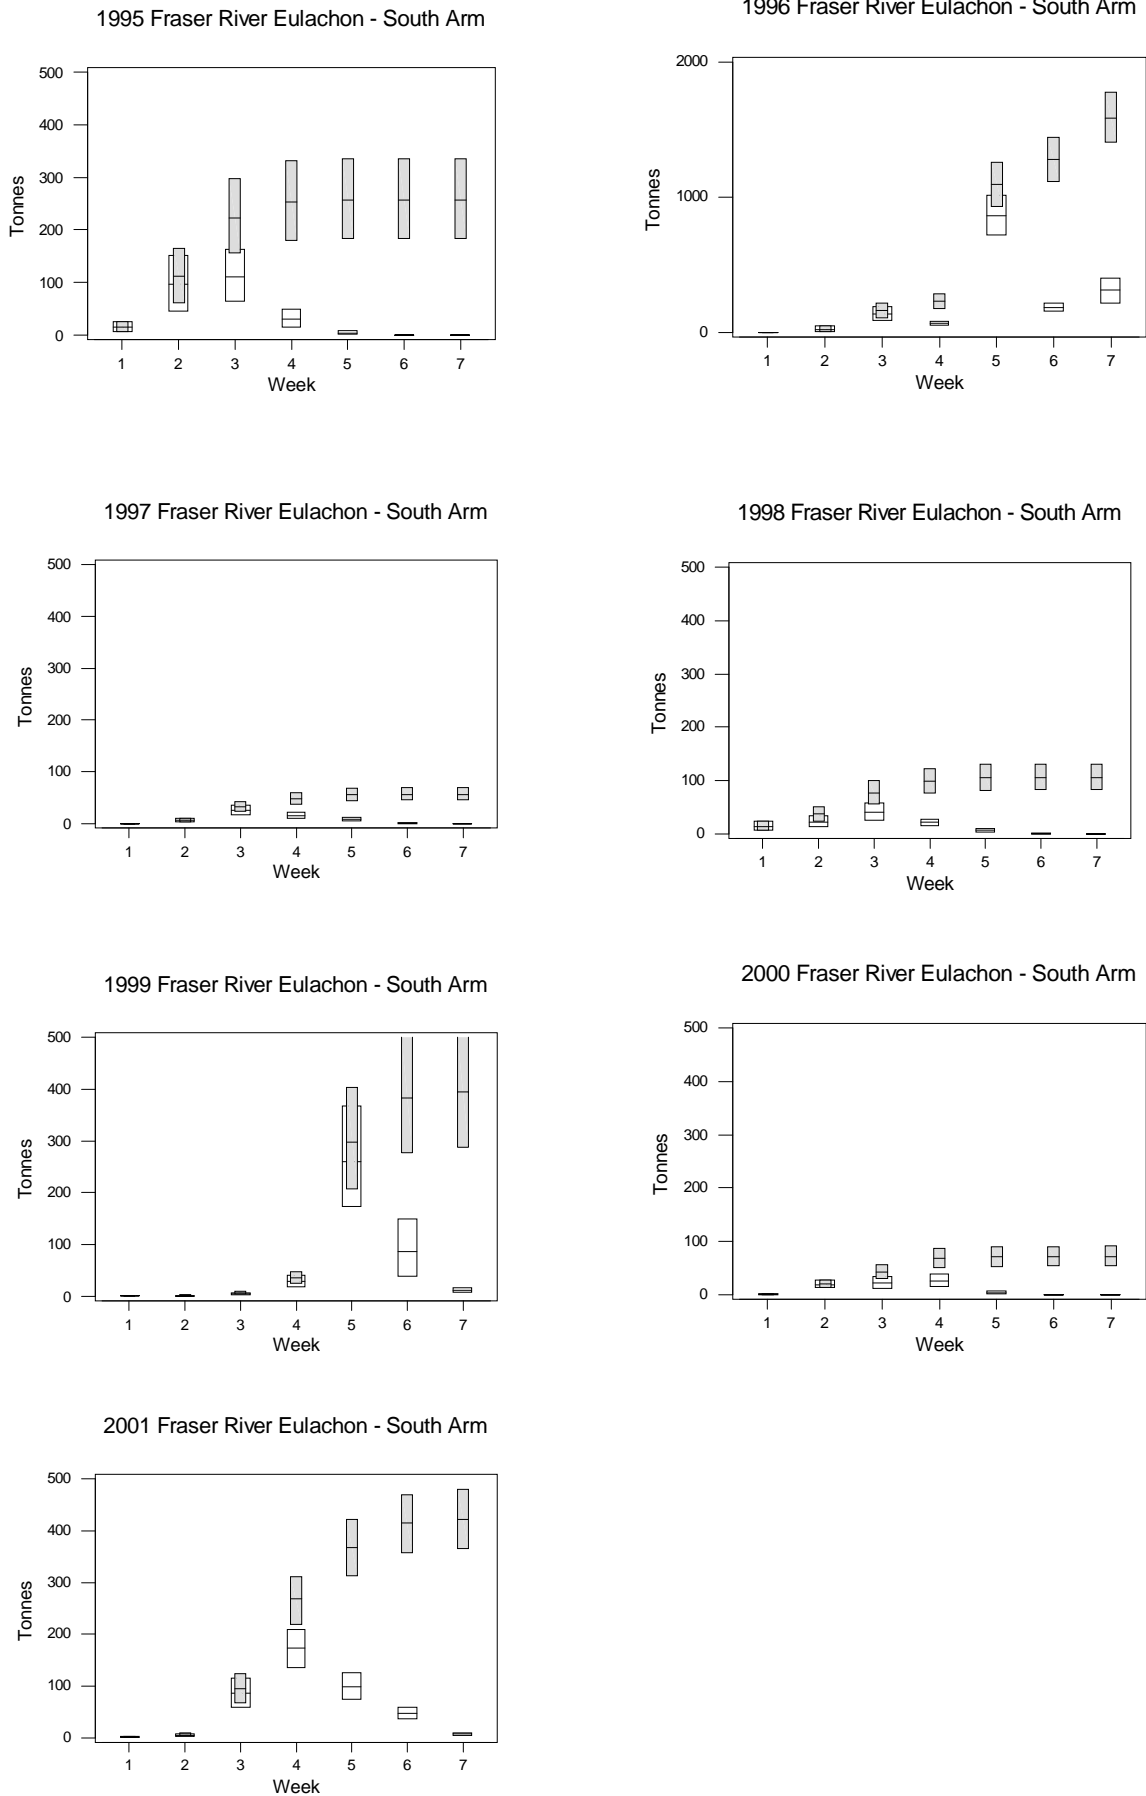 1995 Fraser River Eulachon - South Arm
500
400
300
200
100
0
Tonnes
1 2 3 4 5 6 7
Week
1996 Fraser River Eulachon - South Arm
2000
1000
0
Tonnes
1 2 3 4 5 6 7
Week
1997 Fraser River Eulachon - South Arm
500
400
300
200
100
0
Tonnes
1 2 3 4 5 6 7
Week
1998 Fraser River Eulachon - South Arm
500
400
300
200
100
0
Tonnes
1 2 3 4 5 6 7
Week
1999 Fraser River Eulachon - South Arm
500
400
300
200
100
0
Tonnes
1 2 3 4 5 6 7
Week
2000 Fraser River Eulachon - South Arm
500
400
300
200
100
0
Tonnes
1 2 3 4 5 6 7
Week
2001 Fraser River Eulachon - South Arm
500
400
300
200
100
0
Tonnes
1 2 3 4 5 6 7
Week